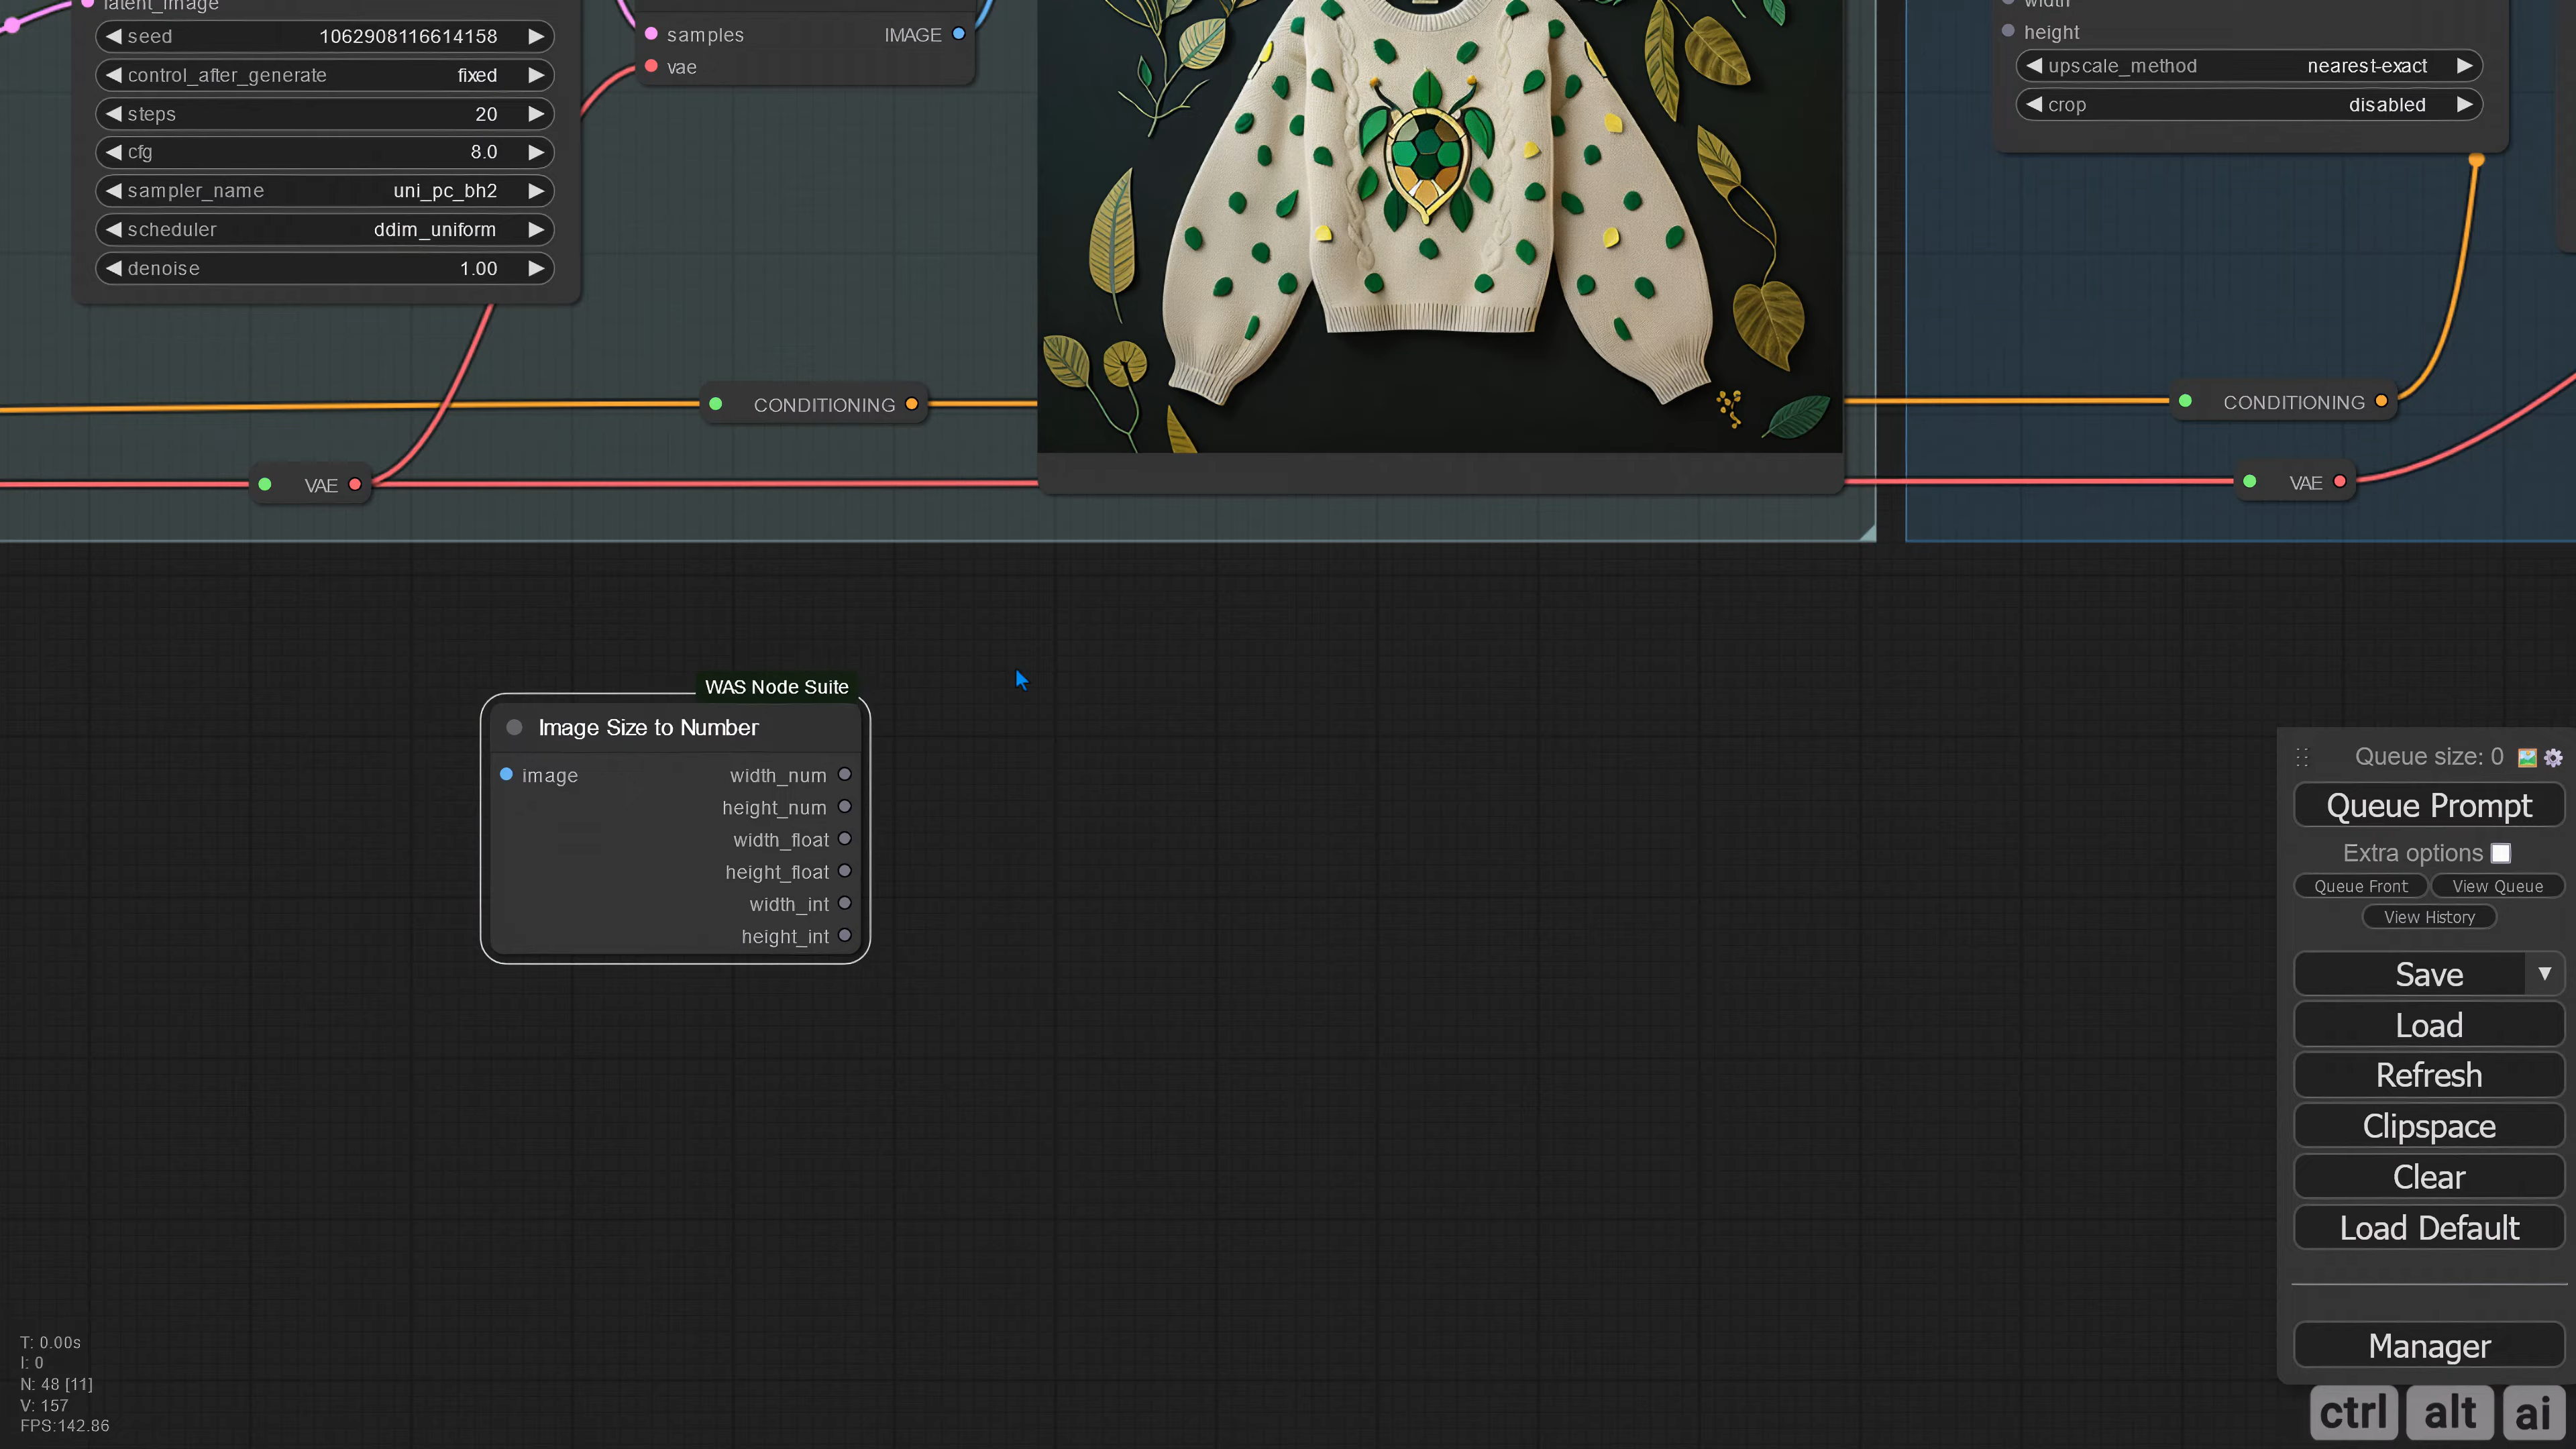 latent_image
seed 1062908116614158
control_after_generate fixed
steps 20
cfg 8.0
sampler_name uni_pc_bh2
scheduler ddim_uniform
denoise 1.00
samples IMAGE
vae
width
height
upscale_method nearest-exact
crop disabled
CONDITIONING
CONDITIONING
VAE
VAE
WAS Node Suite
Image Size to Number
image width_num
height_num
width_float
height_float
width_int
height_int
Queue size: 0
Queue Prompt
Extra options
Queue Front View Queue
View History
Save
Load
Refresh
Clipspace
Clear
Load Default
Manager
T: 0.00s
I: 0
N: 48 [11]
V: 157
FPS:142.86
ctrl alt ai